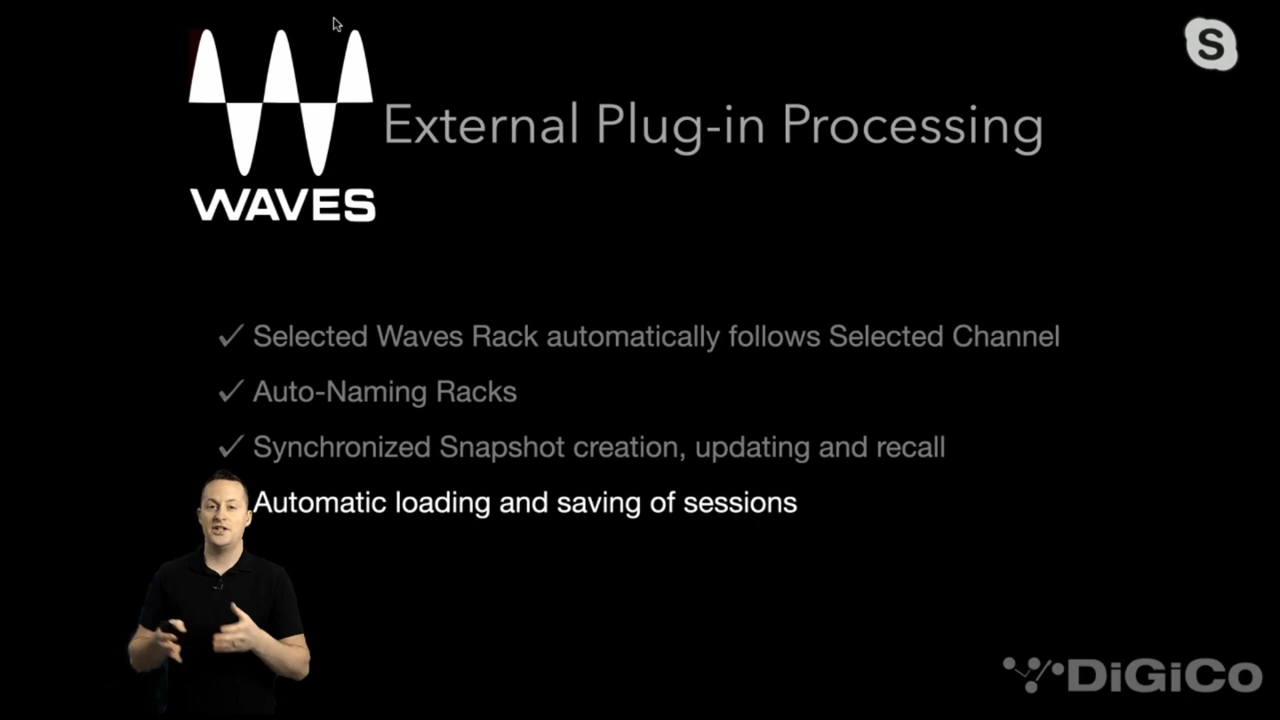 S
External Plug-in Processing
WAVES
✓ Selected Waves Rack automatically follows Selected Channel
✓ Auto-Naming Racks
✓ Synchronized Snapshot creation, updating and recall
Automatic loading and saving of sessions
DiGiCo